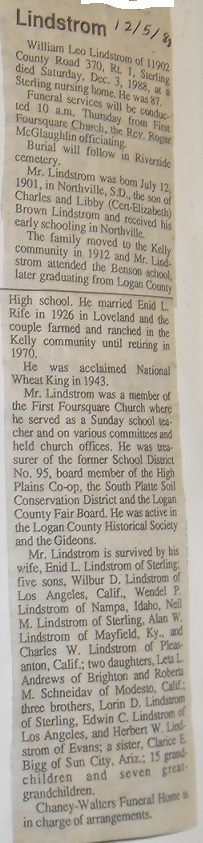 Lindstrom 12/5/88
William Leo Lindstrom of 11902
County Road 370, Rt. 1, Sterling
died Saturday, Dec. 3, 1988, at a
Sterling nursing home. He was 87.
Funeral services will be conduc-
ted 10 a.m. Thursday from First
Foursquare Church, the Rev. Roger
McGlaughlin officiating.
Burial will follow in Riverside
cemetery.
Mr. Lindstrom was born July 12,
1901, in Northville, S.D., the son of
Charles and Libby (Cert-Elizabeth)
Brown Lindstrom and received his
early schooling in Northville.
The family moved to the Kelly
community in 1912 and Mr. Lind-
strom attended the Benson school,
later graduating from Logan County
High school. He married Enid L.
Rife in 1926 in Loveland and the
couple farmed and ranched in the
Kelly community until retiring in
1970.
He was acclaimed National
Wheat King in 1943.
Mr. Lindstrom was a member of
the First Foursquare Church where
he served as a Sunday school tea-
cher and on various committees and
held church offices. He was trea-
surer of the former School District
No. 95, board member of the High
Plains Co-op, the South Platte Soil
Conservation District and the Logan
County Fair Board. He was active in
the Logan County Historical Society
and the Gideons.
Mr. Lindstrom is survived by his
wife, Enid L. Lindstrom of Sterling;
five sons, Wilbur D. Lindstrom of
Los Angeles, Calif., Wendel P.
Lindstrom of Nampa, Idaho, Neil
M. Lindstrom of Sterling, Alan W.
Lindstrom of Mayfield, Ky., and
Charles W. Lindstrom of Pleas-
anton, Calif.; two daughters, Leta L.
Andrews of Brighton and Roberta
M. Schneidav of Modesto, Calif.;
three brothers, Lorin D. Lindstrom
of Sterling, Edwin C. Lindstrom of
Los Angeles, and Herbert W. Lind-
strom of Evans; a sister, Clarice E.
Bigg of Sun City, Ariz.; 15 grand-
children and seven great-
grandchildren.
Chaney-Walters Funeral Home is
in charge of arrangements.